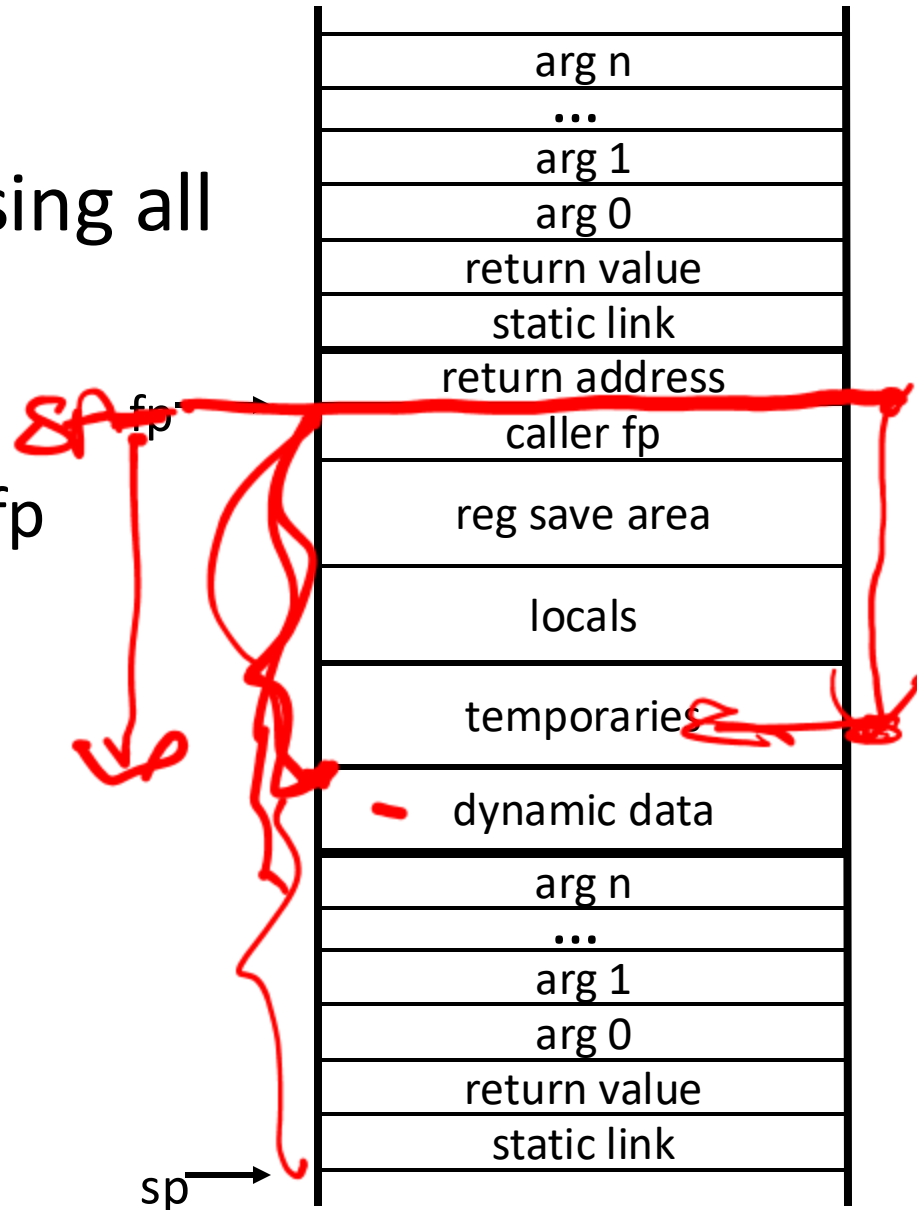 arg n
...
arg 1
sing all
arg 0
return value
static link
return address
fp
caller fp
fp
reg save area
locals
temporaries
dynamic data
arg n
...
arg 1
arg 0
return value
static link
sp